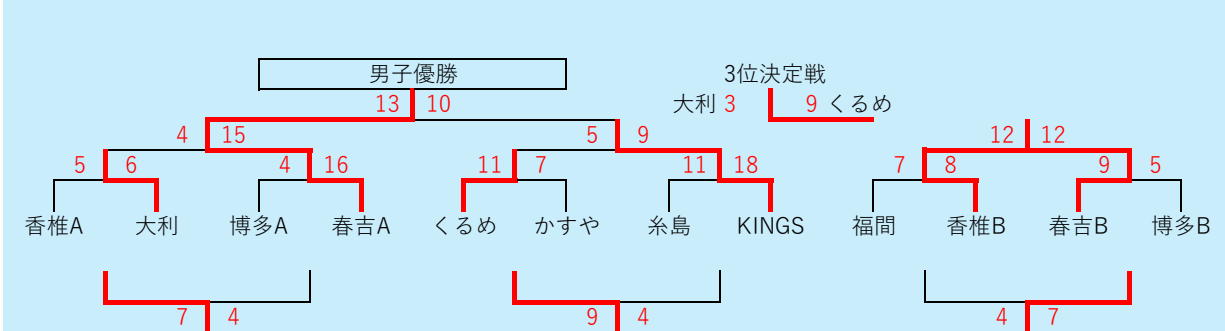 男子優勝 3位決定戦
13 10 大利 3 9 くるめ
4 15 5 9 12 12
5 6 4 16 11 7 11 18 7 8 9 5
香椎A 大利 博多A 春吉A くるめ かすや 糸島 KINGS 福間 香椎B 春吉B 博多B
7 4 9 4 4 7